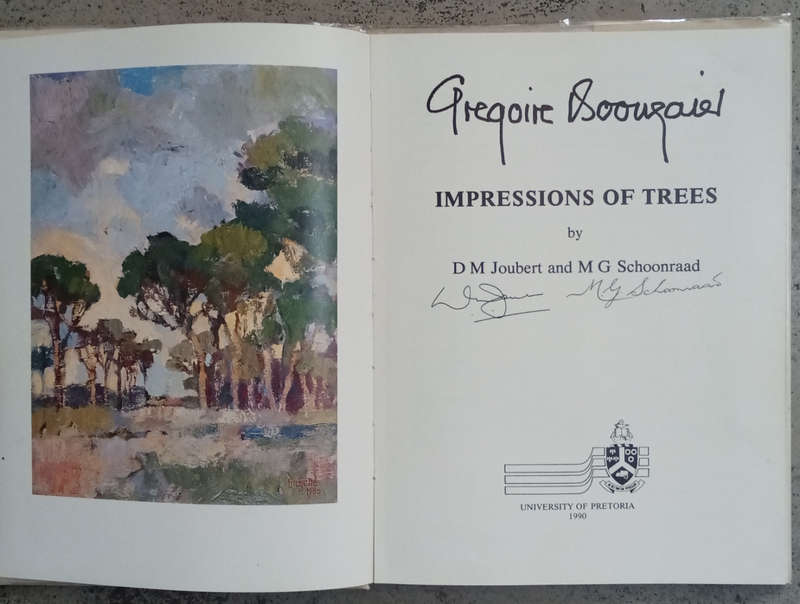 Gregoire Boonzaier
IMPRESSIONS OF TREES
by
D M Joubert and M G Schoonraad
M G Schoonraad
UNIVERSITY OF PRETORIA
1990